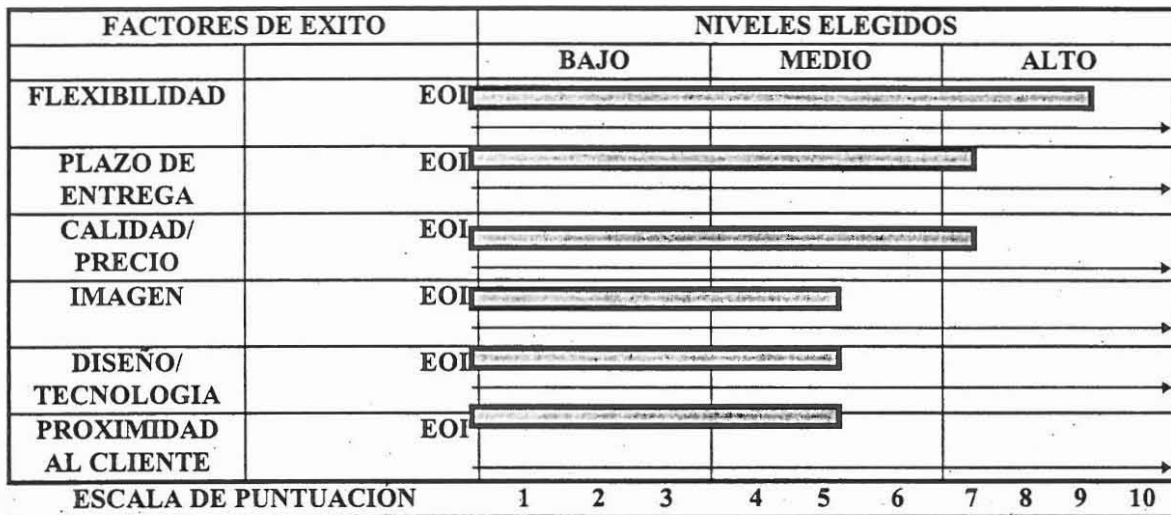 FACTORES DE EXITO NIVELES ELEGIDOS
BAJO MEDIO ALTO
FLEXIBILIDAD EOI
PLAZO DE EOI
ENTREGA
CALIDAD/ EOI
PRECIO
IMAGEN EOI
DISEÑO/ EOI
TECNOLOGIA
PROXIMIDAD EOI
AL CLIENTE
ESCALA DE PUNTUACIÓN 1 2 3 4 5 6 7 8 9 10